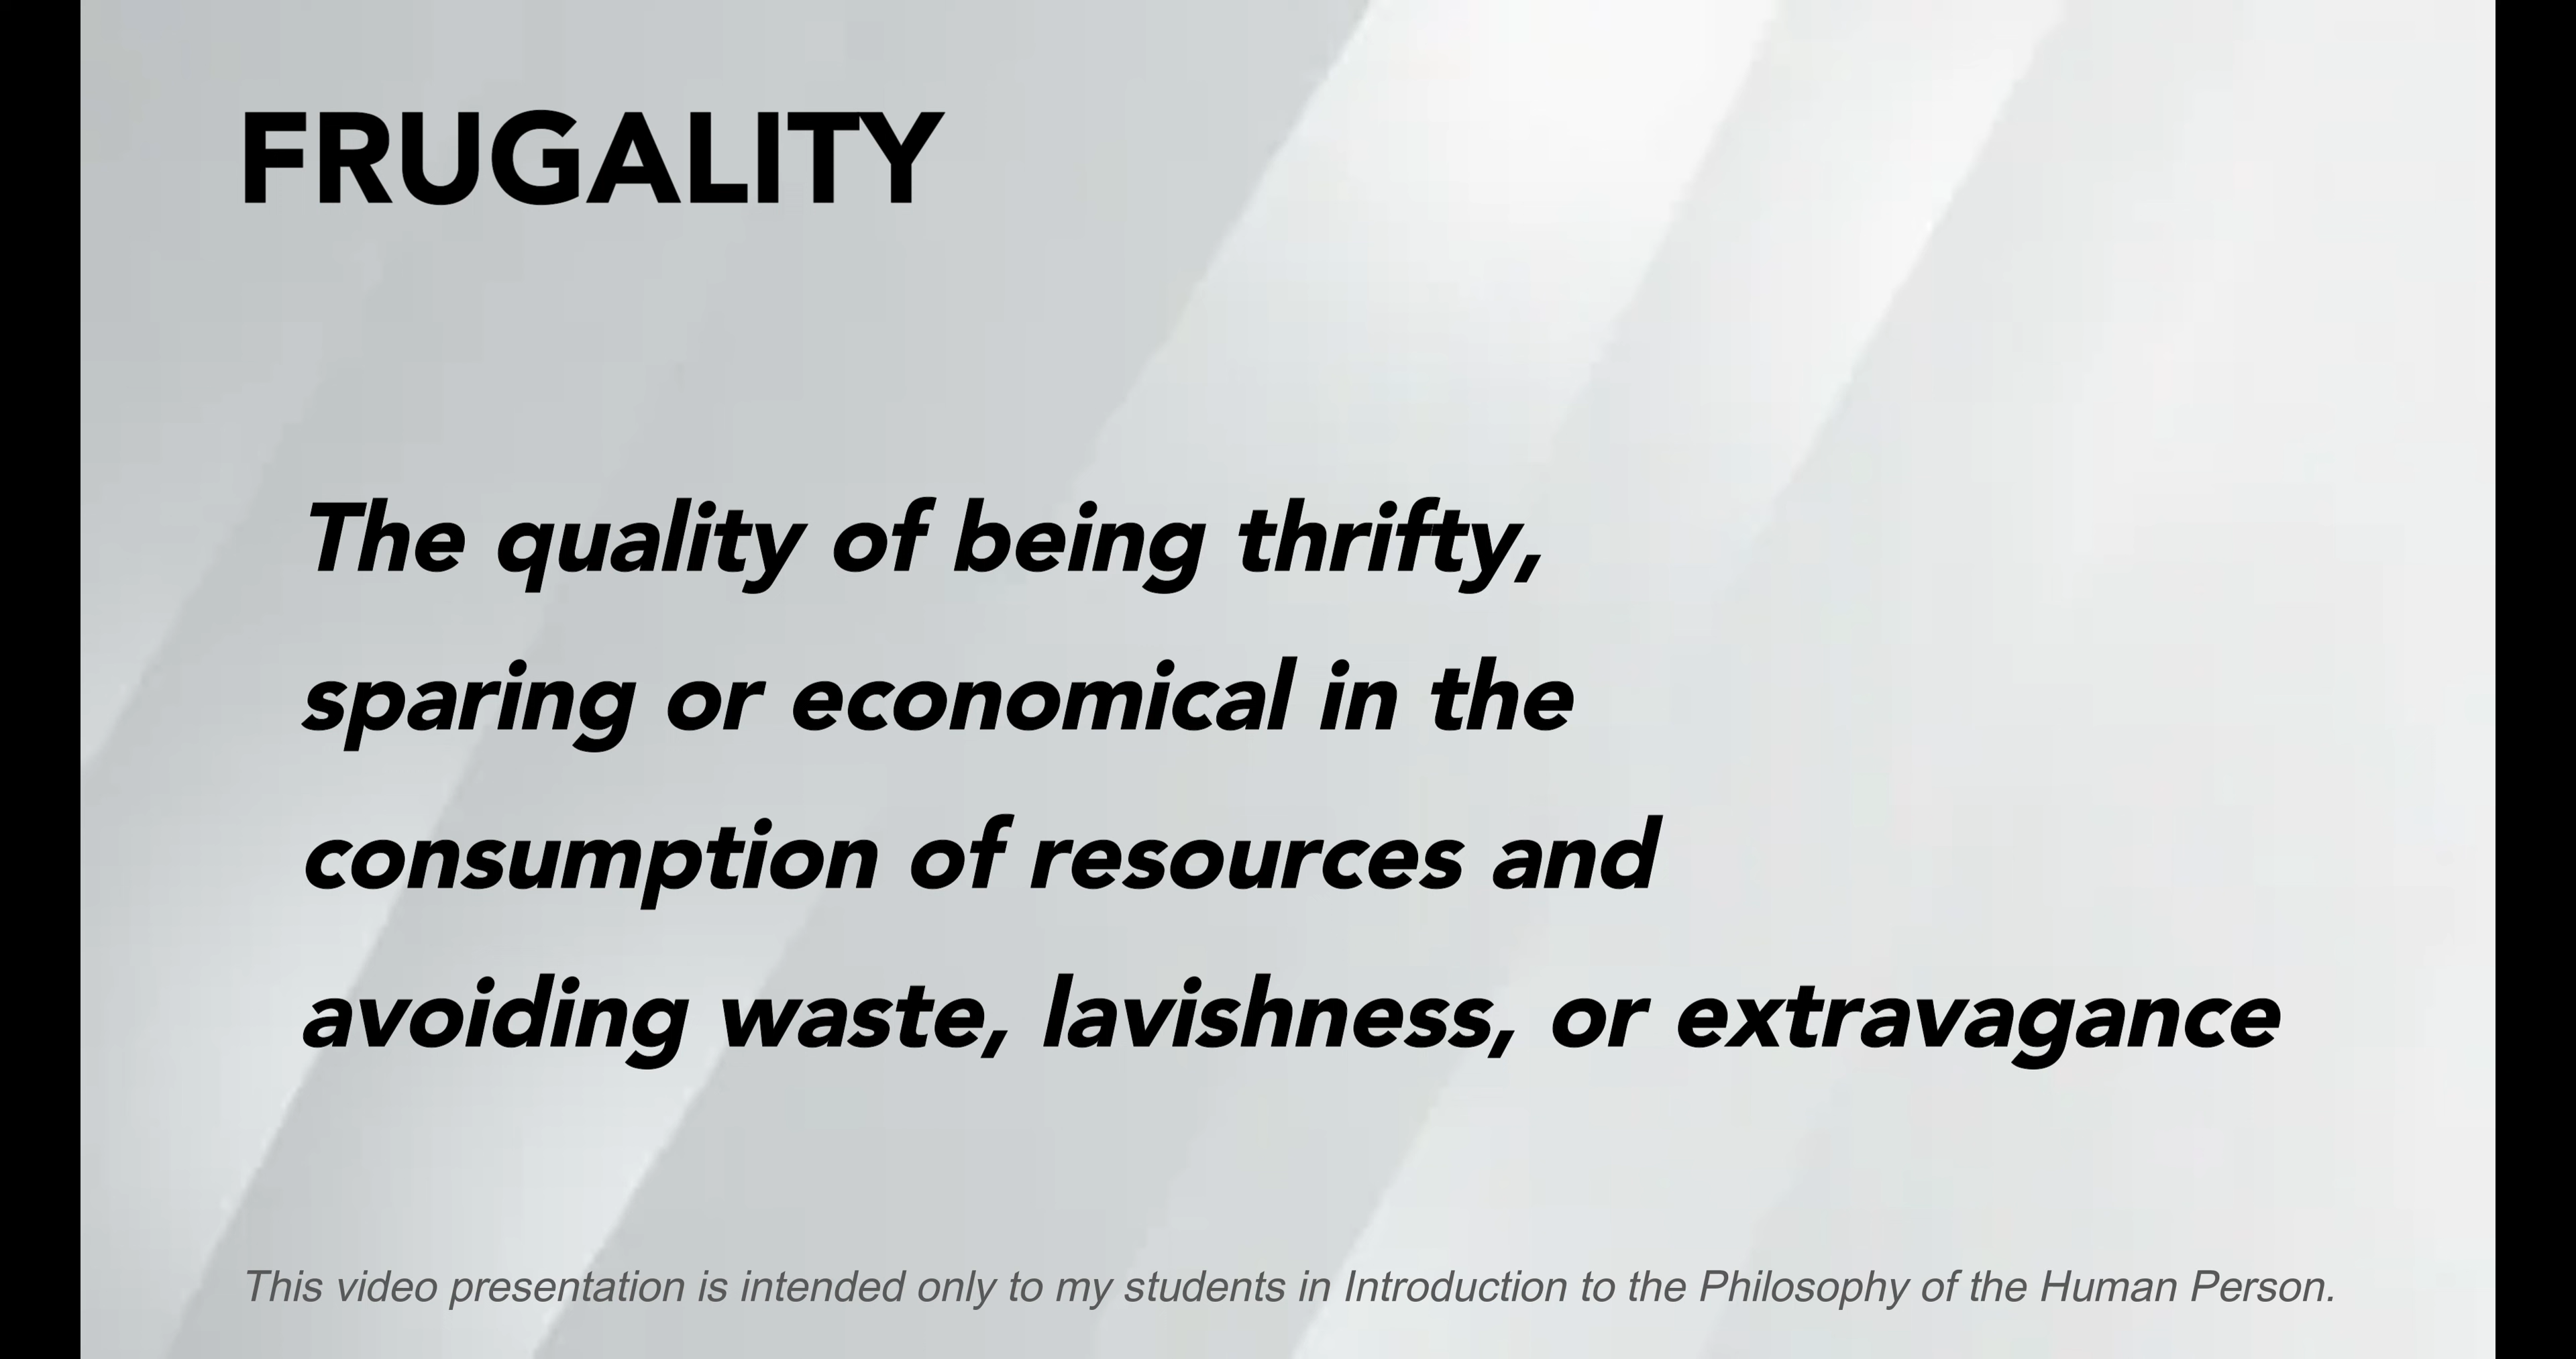 FRUGALITY
The quality of being thrifty,
sparing or economical in the
consumption of resources and
avoiding waste, lavishness, or extravagance
This video presentation is intended only to my students in Introduction to the Philosophy of the Human Person.